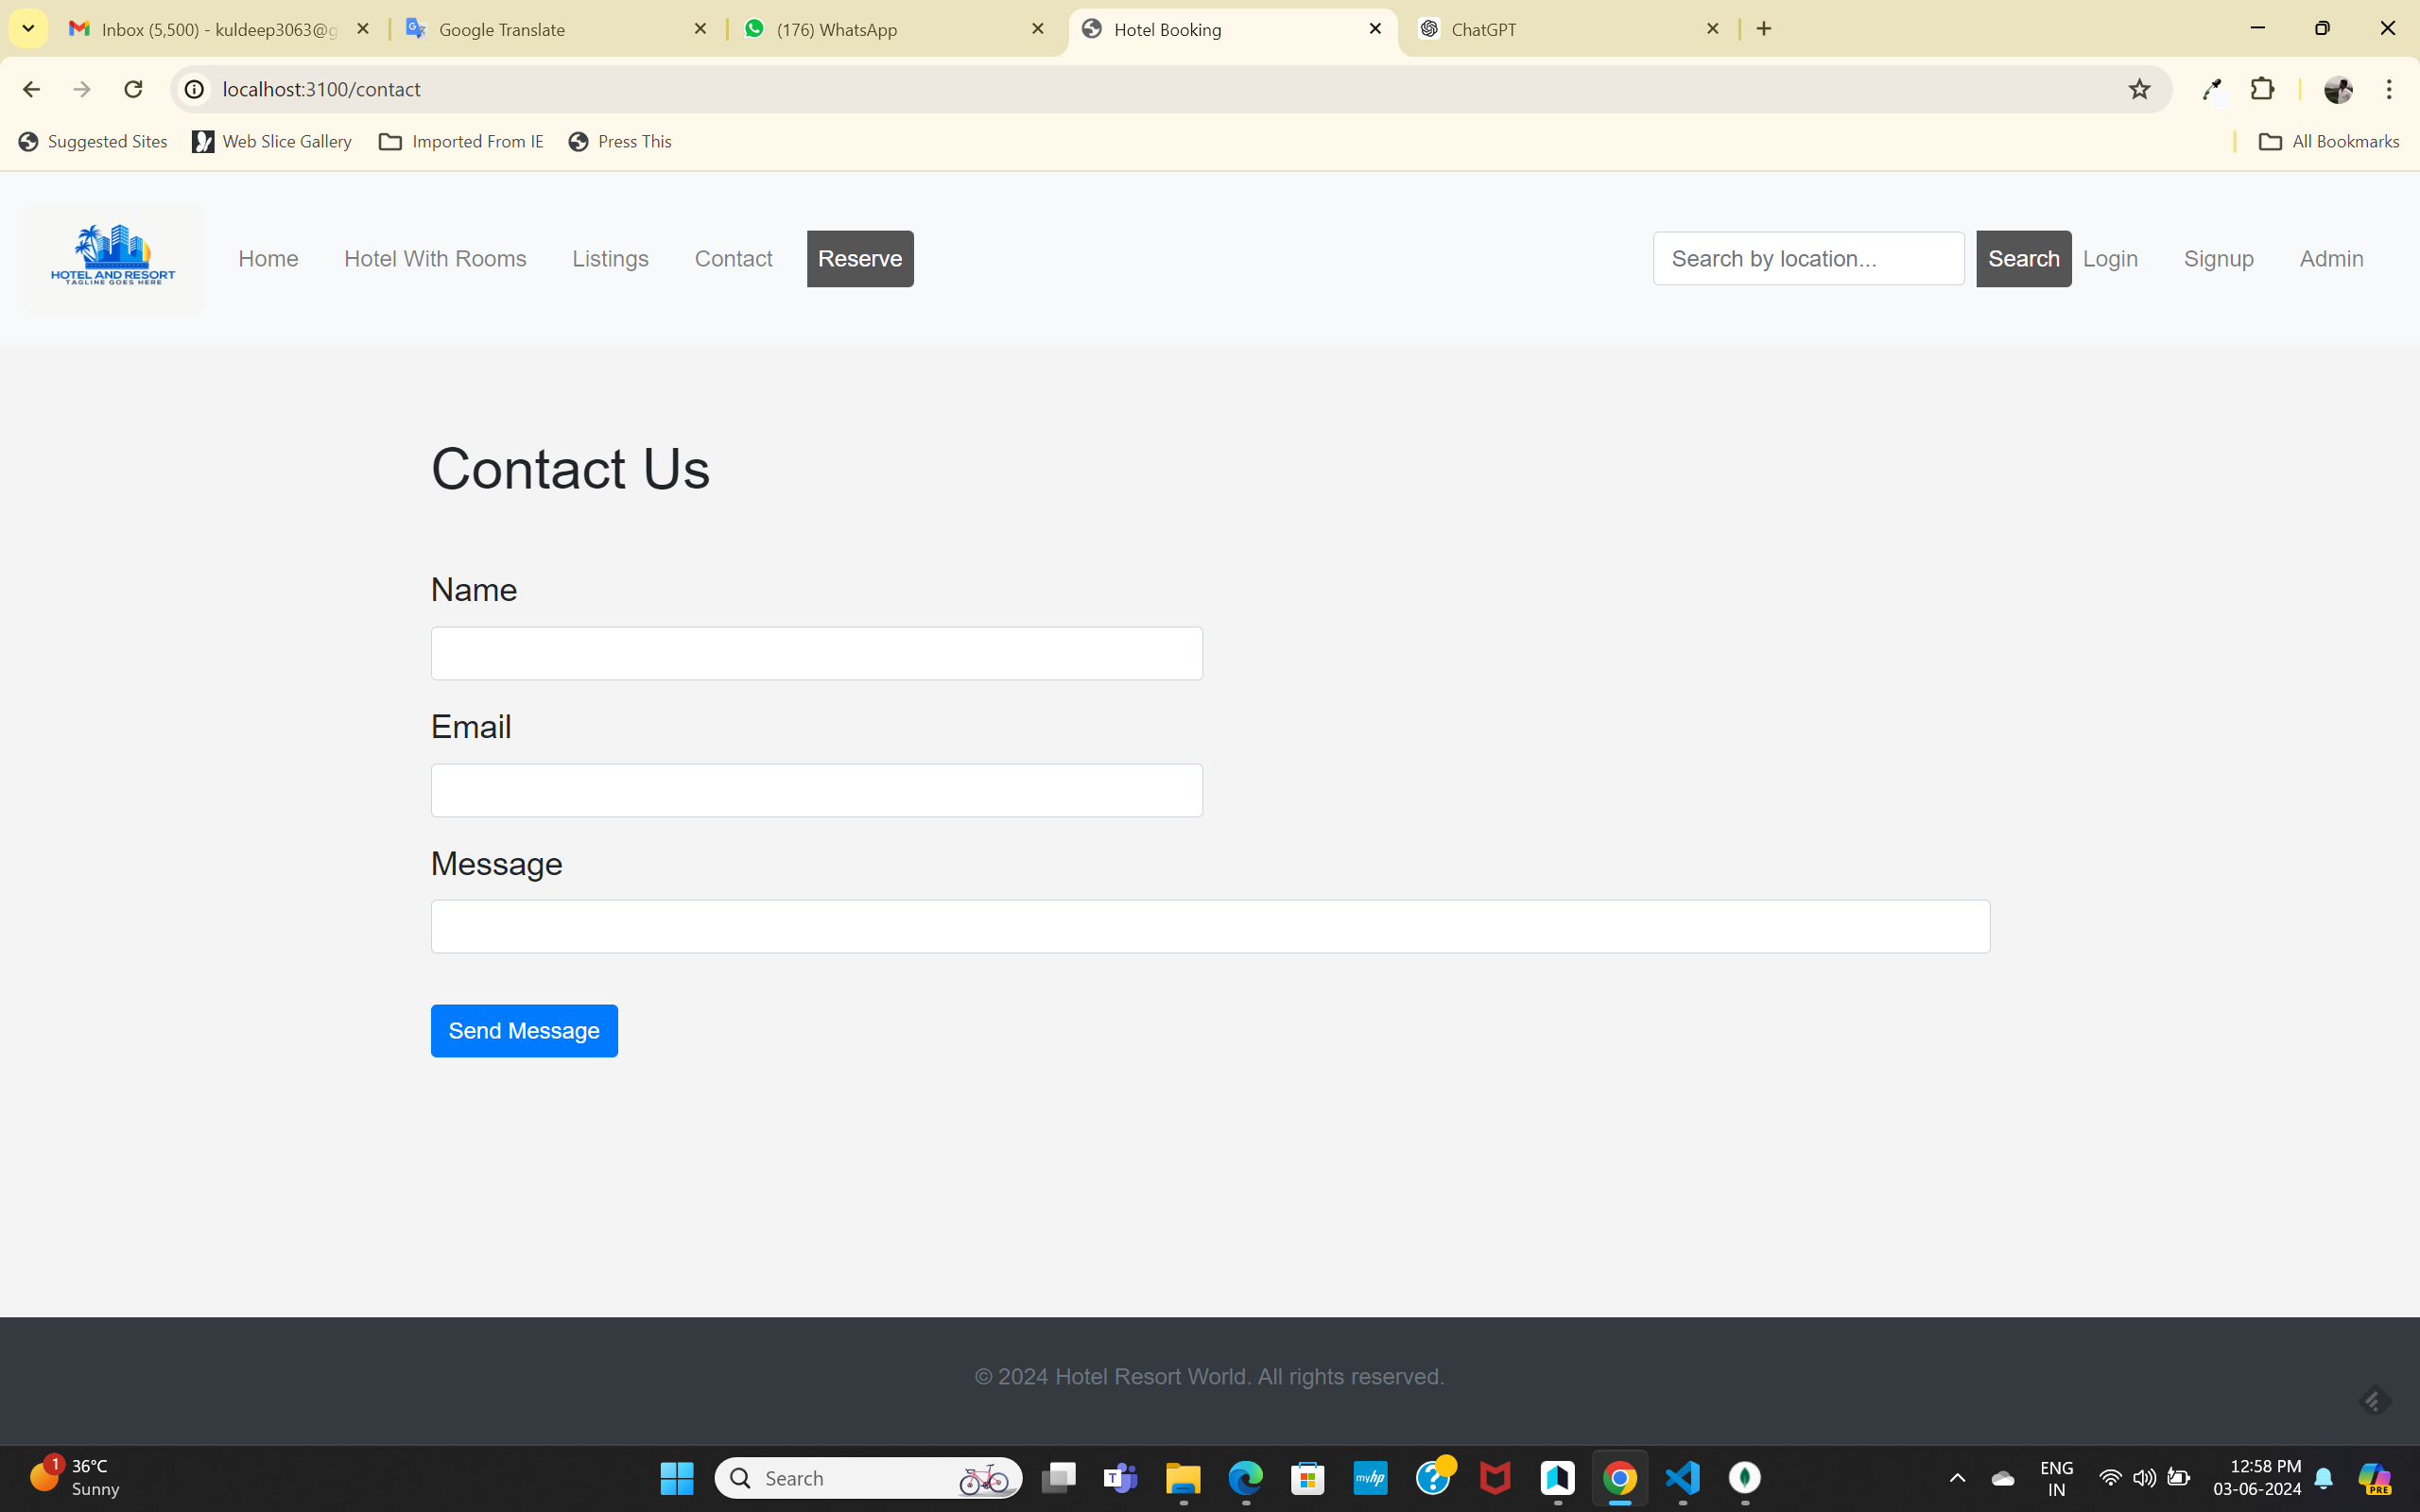 Inbox (5,500) - kuldeep3063@g
Google Translate
(176) WhatsApp
Hotel Booking
ChatGPT
localhost:3100/contact
Suggested Sites
Web Slice Gallery
Imported From IE
Press This
All Bookmarks
HOTEL AND RESORT
TAGLINE GOES HERE
Home
Hotel With Rooms
Listings
Contact
Reserve
Search by location...
Search
Login
Signup
Admin
Contact Us
Name
Email
Message
Send Message
© 2024 Hotel Resort World. All rights reserved.
1
36°C
Sunny
Search
T
myhp
ENG
IN
12:58 PM
03-06-2024
PRE